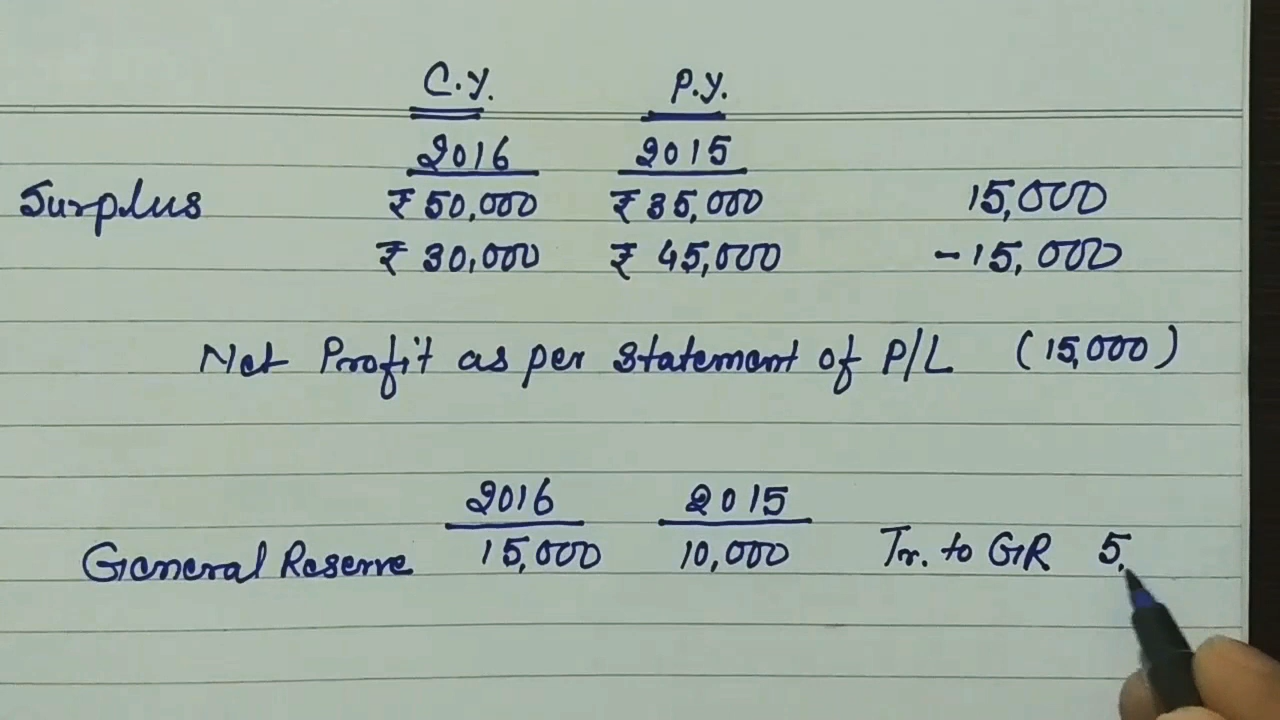 C.Y. P.Y.
2016 2015
Surplus ₹ 50,000 ₹ 35,000 15,000
₹ 30,000 ₹ 45,000 -15,000
Net Profit as per Statement of P/L (15,000)
2016 2015
General Reserve 15,000 10,000 Tr. to GR 5,